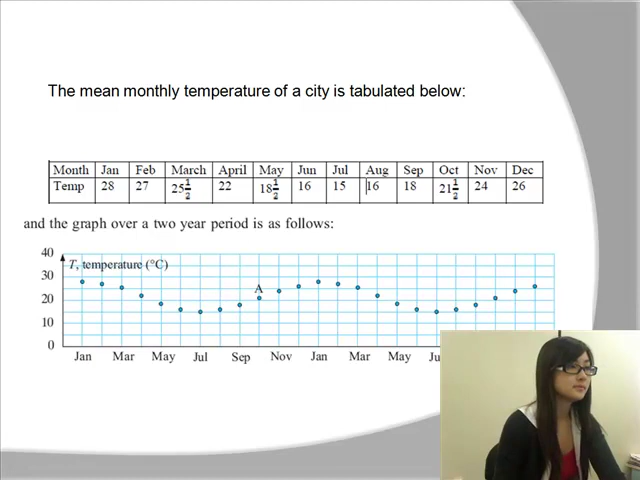 The mean monthly temperature of a city is tabulated below:
Month Jan Feb March April May Jun Jul Aug Sep Oct Nov Dec
Temp 28 27 25½ 22 18½ 16 15 16 18 21½ 24 26
and the graph over a two year period is as follows:
40
T, temperature (°C)
30
A
20
10
0
Jan Mar May Jul Sep Nov Jan Mar May